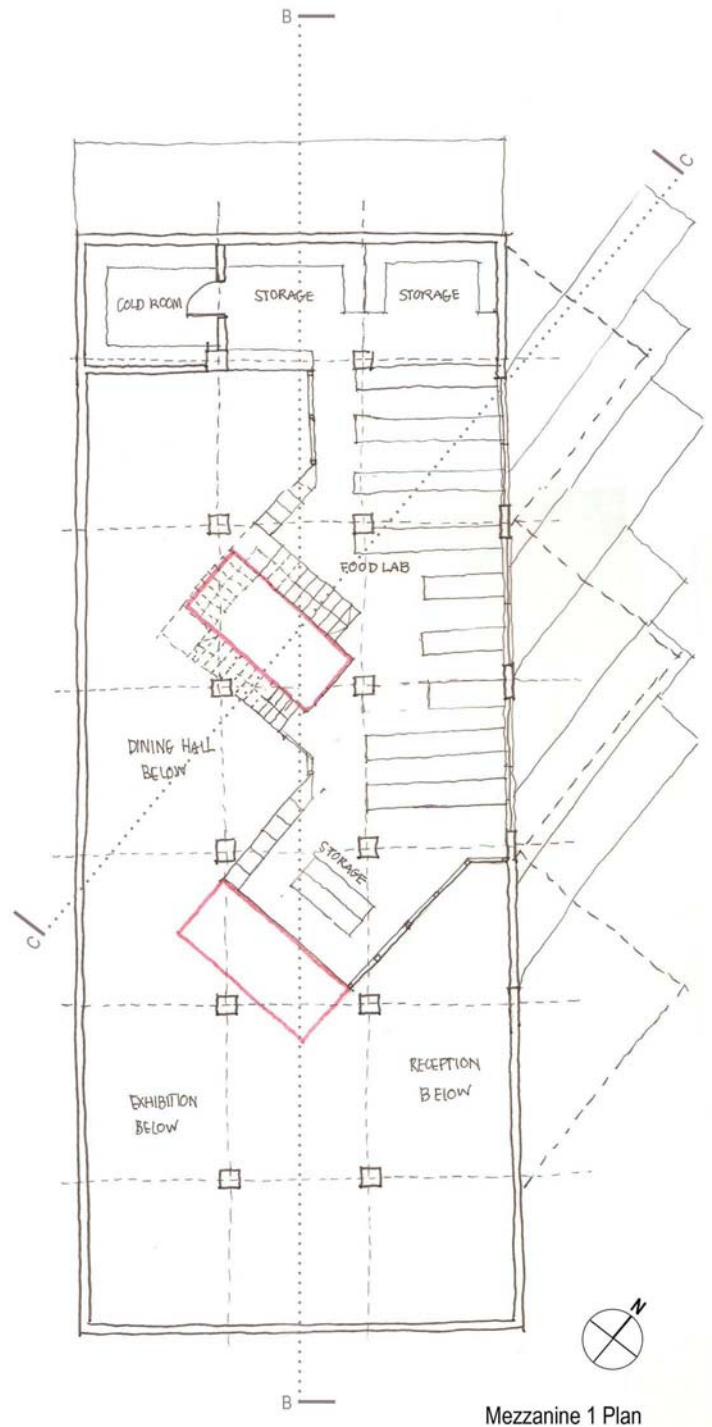 B
C
COLD ROOM
STORAGE
STORAGE
FOOD LAB
DINING HALL
BELOW
STORAGE
C
RECEPTION
BELOW
EXHIBITION
BELOW
N
B
Mezzanine 1 Plan